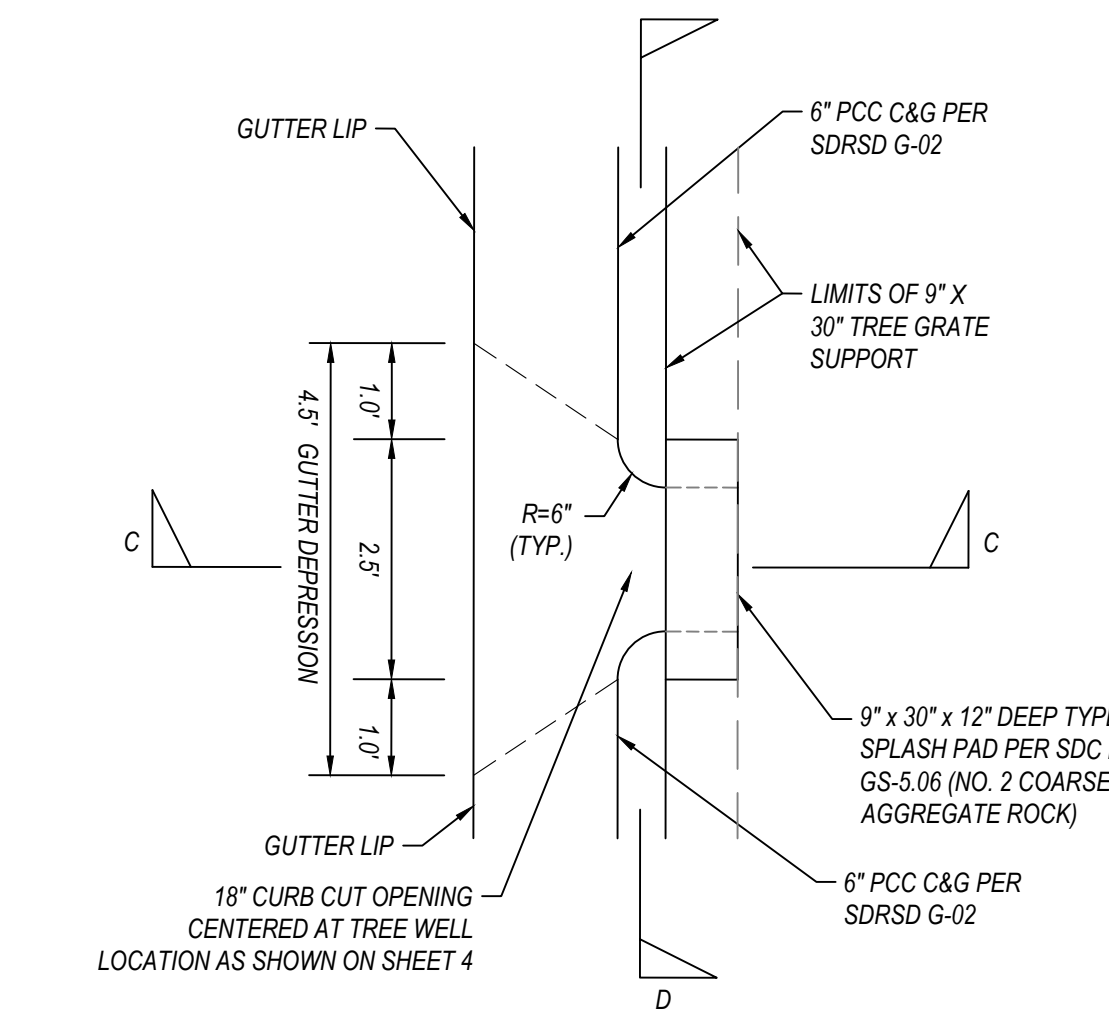 GUTTER LIP
6" PCC C&G PER
SDRSD G-02
LIMITS OF 9" X
30" TREE GRATE
SUPPORT
1.0'
4.5' GUTTER DEPRESSION
2.5'
1.0'
R=6"
(TYP.)
C
C
9" x 30" x 12" DEEP TYPE
SPLASH PAD PER SDC
GS-5.06 (NO. 2 COARSE
AGGREGATE ROCK)
GUTTER LIP
18" CURB CUT OPENING
CENTERED AT TREE WELL
LOCATION AS SHOWN ON SHEET 4
6" PCC C&G PER
SDRSD G-02
D